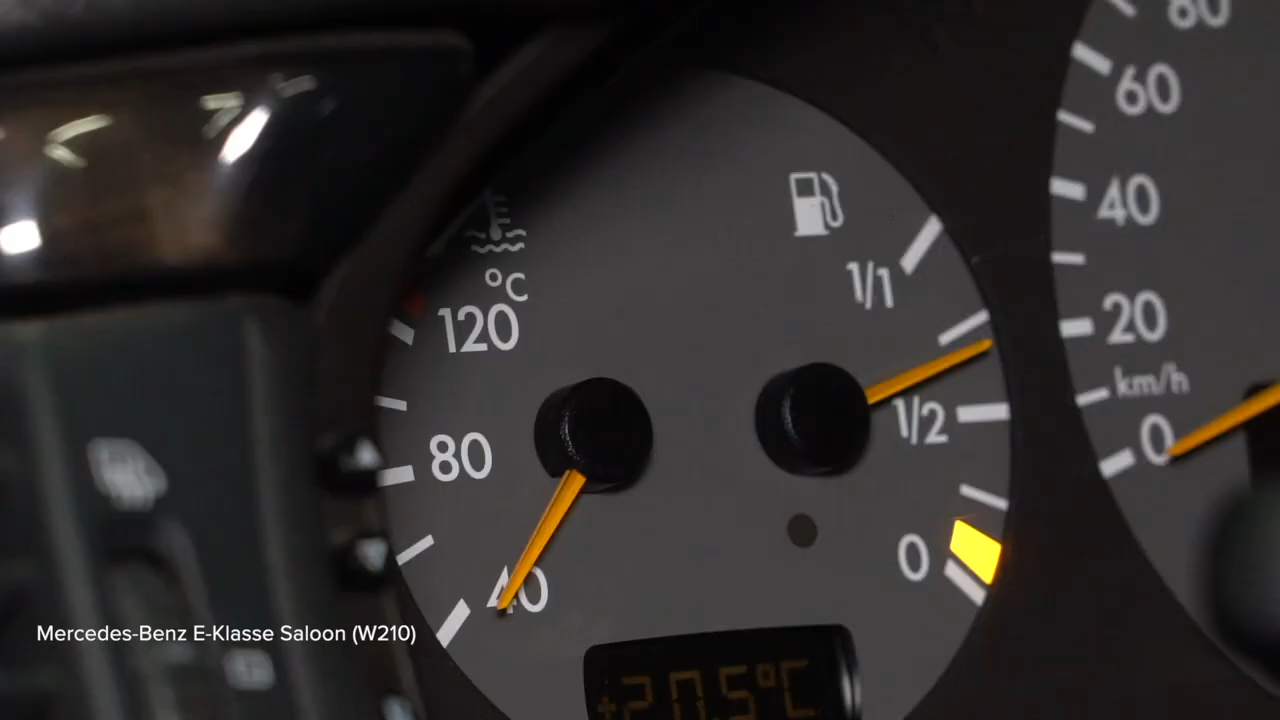 80
60
40
20
km/h
0
1/1
1/2
0
°C
120
80
40
+20.5°C
Mercedes-Benz E-Klasse Saloon (W210)